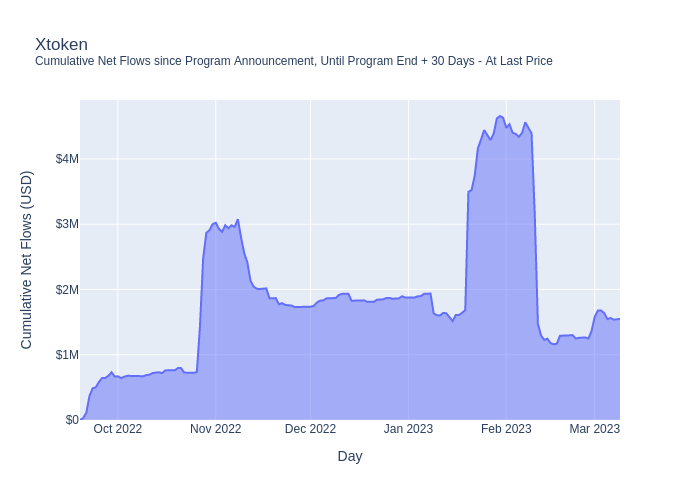 Xtoken
Cumulative Net Flows since Program Announcement, Until Program End + 30 Days - At Last Price
Cumulative Net Flows (USD)
$4M
$3M
$2M
$1M
$0
Oct 2022
Nov 2022
Dec 2022
Jan 2023
Feb 2023
Mar 2023
Day